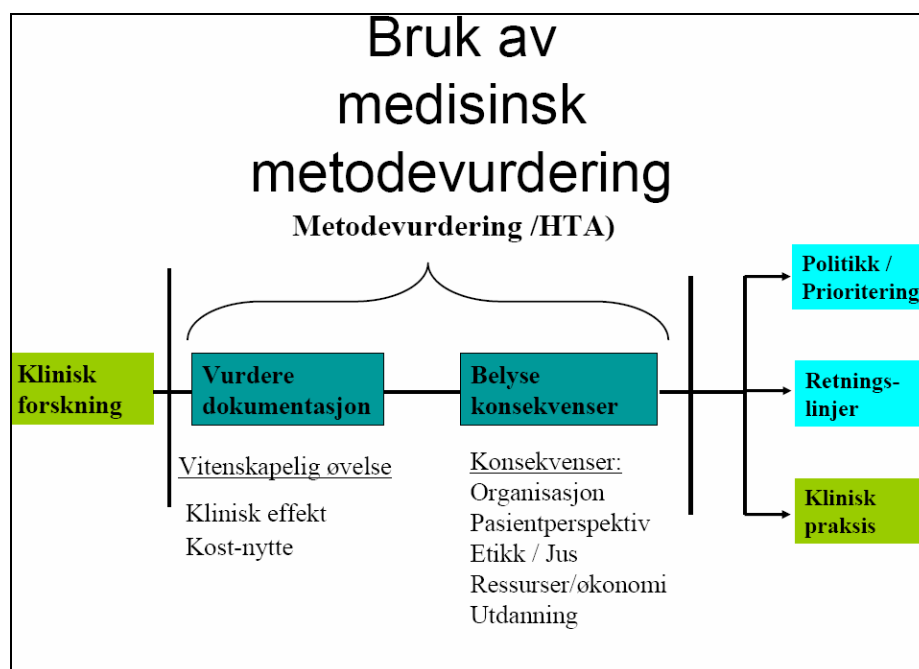 Bruk av
medisinsk
metodevurdering
Metodevurdering /HTA)
Klinisk
forskning
Vurdere
dokumentasjon
Vitenskapelig øvelse
Klinisk effekt
Kost-nytte
Belyse
konsekvenser
Konsekvenser:
Organisasjon
Pasientperspektiv
Etikk / Jus
Ressurser/økonomi
Utdanning
Politikk /
Prioritering
Retnings-
linjer
Klinisk
praksis